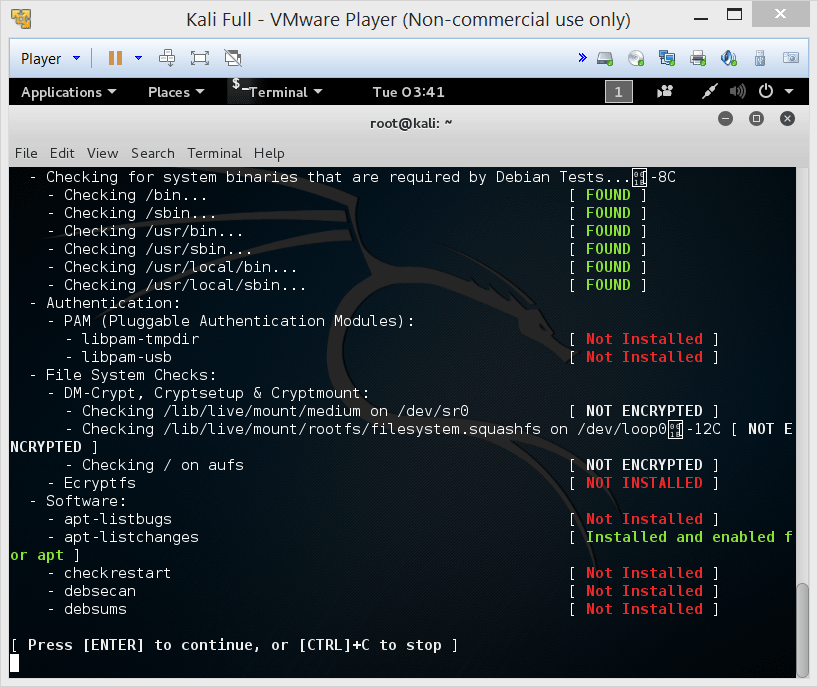 Kali Full - VMware Player (Non-commercial use only)
Player
Applications Places Terminal Tue 03:41 1
root@kali: ~
File Edit View Search Terminal Help
- Checking for system binaries that are required by Debian Tests...-8C
- Checking /bin... [ FOUND ]
- Checking /sbin... [ FOUND ]
- Checking /usr/bin... [ FOUND ]
- Checking /usr/sbin... [ FOUND ]
- Checking /usr/local/bin... [ FOUND ]
- Checking /usr/local/sbin... [ FOUND ]
- Authentication:
- PAM (Pluggable Authentication Modules):
- libpam-tmpdir [ Not Installed ]
- libpam-usb [ Not Installed ]
- File System Checks:
- DM-Crypt, Cryptsetup & Cryptmount:
- Checking /lib/live/mount/medium on /dev/sr0 [ NOT ENCRYPTED ]
- Checking /lib/live/mount/rootfs/filesystem.squashfs on /dev/loop0-12C [ NOT E
NCRYPTED ]
- Checking / on aufs [ NOT ENCRYPTED ]
- Ecryptfs [ NOT INSTALLED ]
- Software:
- apt-listbugs [ Not Installed ]
- apt-listchanges [ Installed and enabled f
or apt ]
- checkrestart [ Not Installed ]
- debsecan [ Not Installed ]
- debsums [ Not Installed ]
[ Press [ENTER] to continue, or [CTRL]+C to stop ]